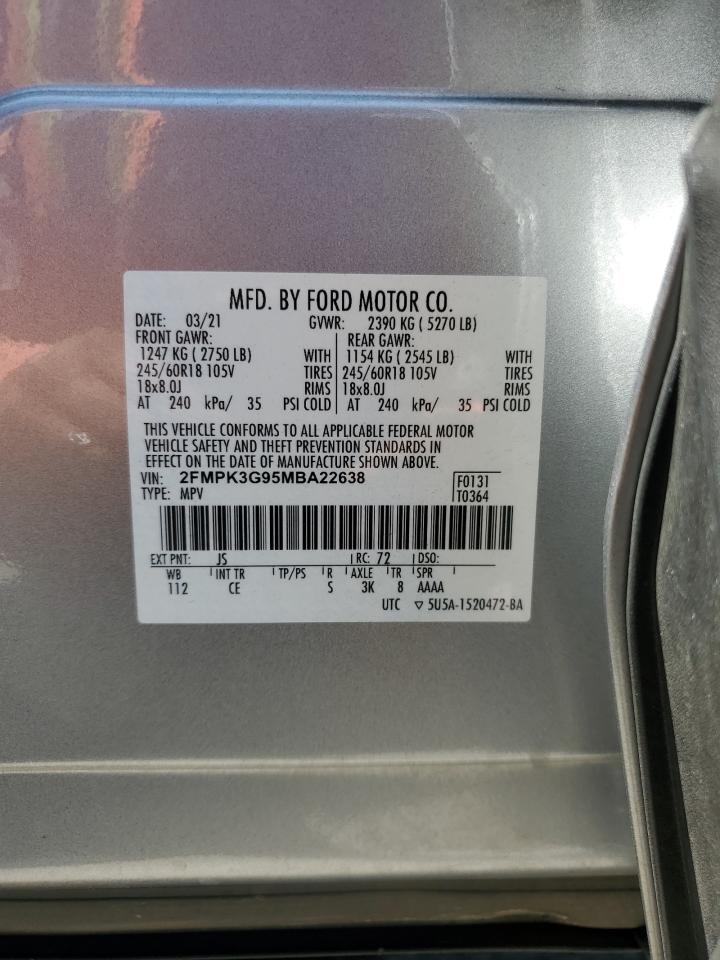 MFD. BY FORD MOTOR CO.
DATE: 03/21 GVWR: 2390 KG ( 5270 LB)
FRONT GAWR: REAR GAWR:
1247 KG ( 2750 LB) WITH 1154 KG ( 2545 LB) WITH
245/60R18 105V TIRES 245/60R18 105V TIRES
18x8.0J RIMS 18x8.0J RIMS
AT 240 kPa/ 35 PSI COLD AT 240 kPa/ 35 PSI COLD
THIS VEHICLE CONFORMS TO ALL APPLICABLE FEDERAL MOTOR
VEHICLE SAFETY AND THEFT PREVENTION STANDARDS IN
EFFECT ON THE DATE OF MANUFACTURE SHOWN ABOVE.
VIN: 2FMPK3G95MBA22638 F0131
TYPE: MPV T0364
EXT PNT: JS RC: 72 DSO:
WB INT TR TP/PS R AXLE TR SPR
112 CE S 3K 8 AAAA
UTC ▽ 5U5A-1520472-BA